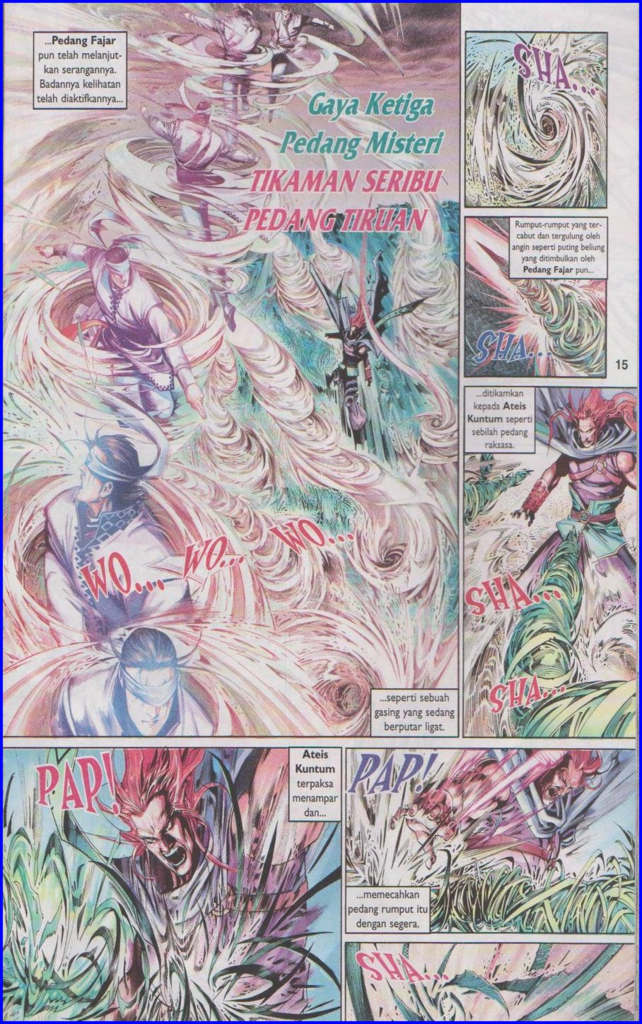 ...Pedang Fajar
pun telah melanjut-
kan serangannya.
Badannya kelihatan
telah diaktifkannya...
Gaya Ketiga
Pedang Misteri
TIKAMAN SERIBU
PEDANG TIRUAN
WO... WO... WO...
...seperti sebuah
gasing yang sedang
berputar ligat.
SHA...
Rumput-rumput yang ter-
cabut dan tergulung oleh
angin seperti puting beliung
yang ditimbulkan oleh
Pedang Fajar pun...
SHA...
15
...ditikamkan
kepada Ateis
Kuntum seperti
sebilah pedang
raksasa.
SHA...
SHA...
PAP!
Ateis
Kuntum
terpaksa
menampar
dan...
PAP!
...memecahkan
pedang rumput itu
dengan segera.
SHA...